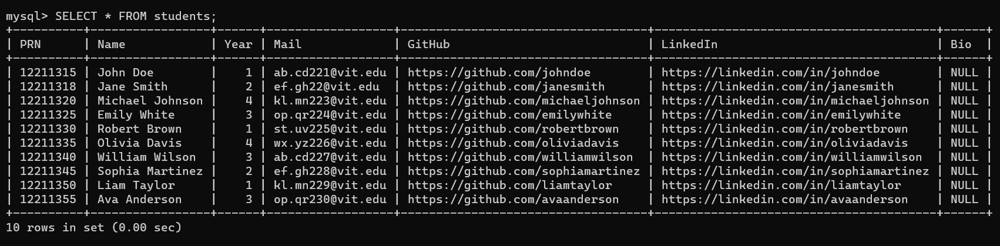 mysql> SELECT * FROM students;
+----------+-----------------+------+------------------+------------------------------------+----------------------------------------+------+
| PRN      | Name            | Year | Mail             | GitHub                             | LinkedIn                               | Bio  |
+----------+-----------------+------+------------------+------------------------------------+----------------------------------------+------+
| 12211315 | John Doe        |    1 | ab.cd221@vit.edu | https://github.com/johndoe         | https://linkedin.com/in/johndoe        | NULL |
| 12211318 | Jane Smith      |    2 | ef.gh22@vit.edu  | https://github.com/janesmith       | https://linkedin.com/in/janesmith      | NULL |
| 12211320 | Michael Johnson |    4 | kl.mn223@vit.edu | https://github.com/michaeljohnson  | https://linkedin.com/in/michaeljohnson | NULL |
| 12211325 | Emily White     |    3 | op.qr224@vit.edu | https://github.com/emilywhite      | https://linkedin.com/in/emilywhite     | NULL |
| 12211330 | Robert Brown    |    1 | st.uv225@vit.edu | https://github.com/robertbrown     | https://linkedin.com/in/robertbrown    | NULL |
| 12211335 | Olivia Davis    |    4 | wx.yz226@vit.edu | https://github.com/oliviadavis     | https://linkedin.com/in/oliviadavis    | NULL |
| 12211340 | William Wilson  |    3 | ab.cd227@vit.edu | https://github.com/williamwilson   | https://linkedin.com/in/williamwilson  | NULL |
| 12211345 | Sophia Martinez |    2 | ef.gh228@vit.edu | https://github.com/sophiamartinez  | https://linkedin.com/in/sophiamartinez | NULL |
| 12211350 | Liam Taylor     |    1 | kl.mn229@vit.edu | https://github.com/liamtaylor      | https://linkedin.com/in/liamtaylor     | NULL |
| 12211355 | Ava Anderson    |    3 | op.qr230@vit.edu | https://github.com/avaanderson     | https://linkedin.com/in/avaanderson    | NULL |
+----------+-----------------+------+------------------+------------------------------------+----------------------------------------+------+
10 rows in set (0.00 sec)